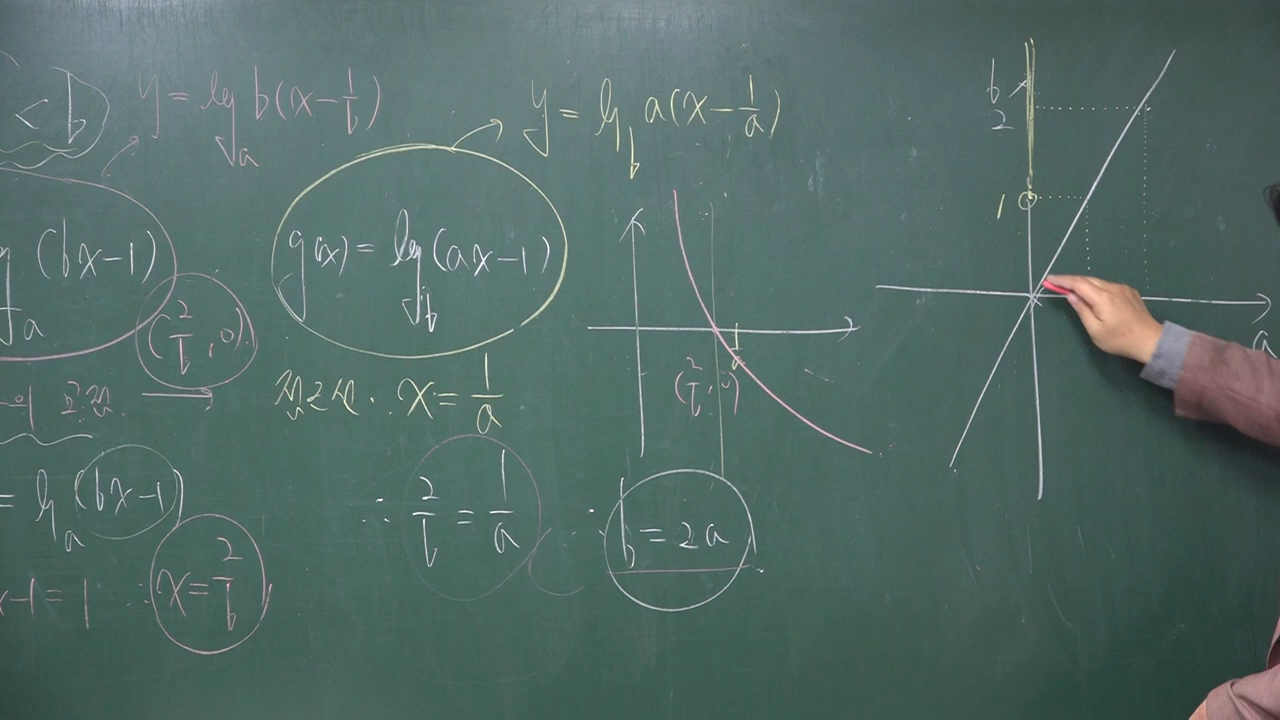 < b
y = log_a b(x - 1/b)
y = log_b a(x - 1/a)
(bx-1)
a
(2/b, 0)
g(x) = log_b (ax-1)
점근선. x = 1/a
(2/b, 0)
1/a
= log_a (bx-1)
∴ 2/b = 1/a
∴ b = 2a
x-1 = 1 ∴ x = 2/b
b
2
1
a